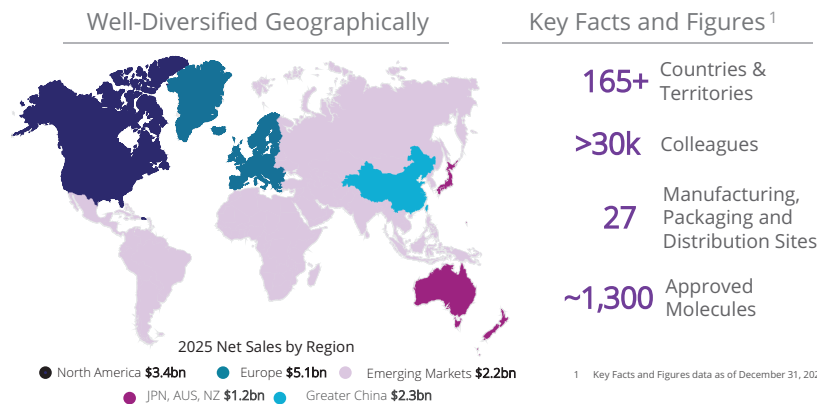 Well-Diversified Geographically
Key Facts and Figures 1
165+ Countries &
Territories
>30k Colleagues
27 Manufacturing,
Packaging and
Distribution Sites
~1,300 Approved
Molecules
2025 Net Sales by Region
North America $3.4bn
Europe $5.1bn
Emerging Markets $2.2bn
JPN, AUS, NZ $1.2bn
Greater China $2.3bn
1 Key Facts and Figures data as of December 31,